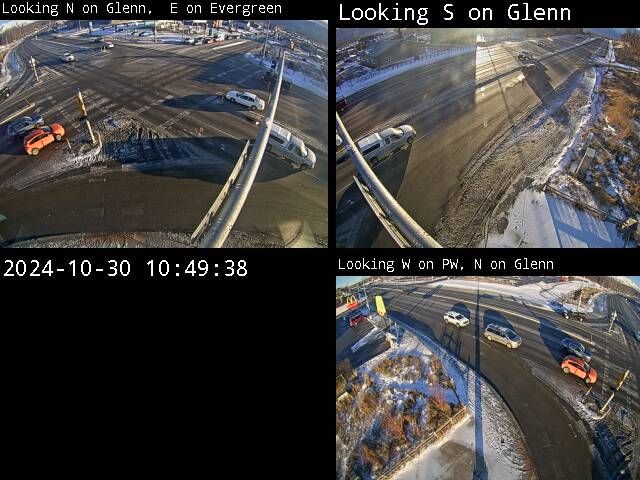 Looking N on Glenn,  E on Evergreen
Looking S on Glenn
2024-10-30 10:49:38
Looking W on PW, N on Glenn